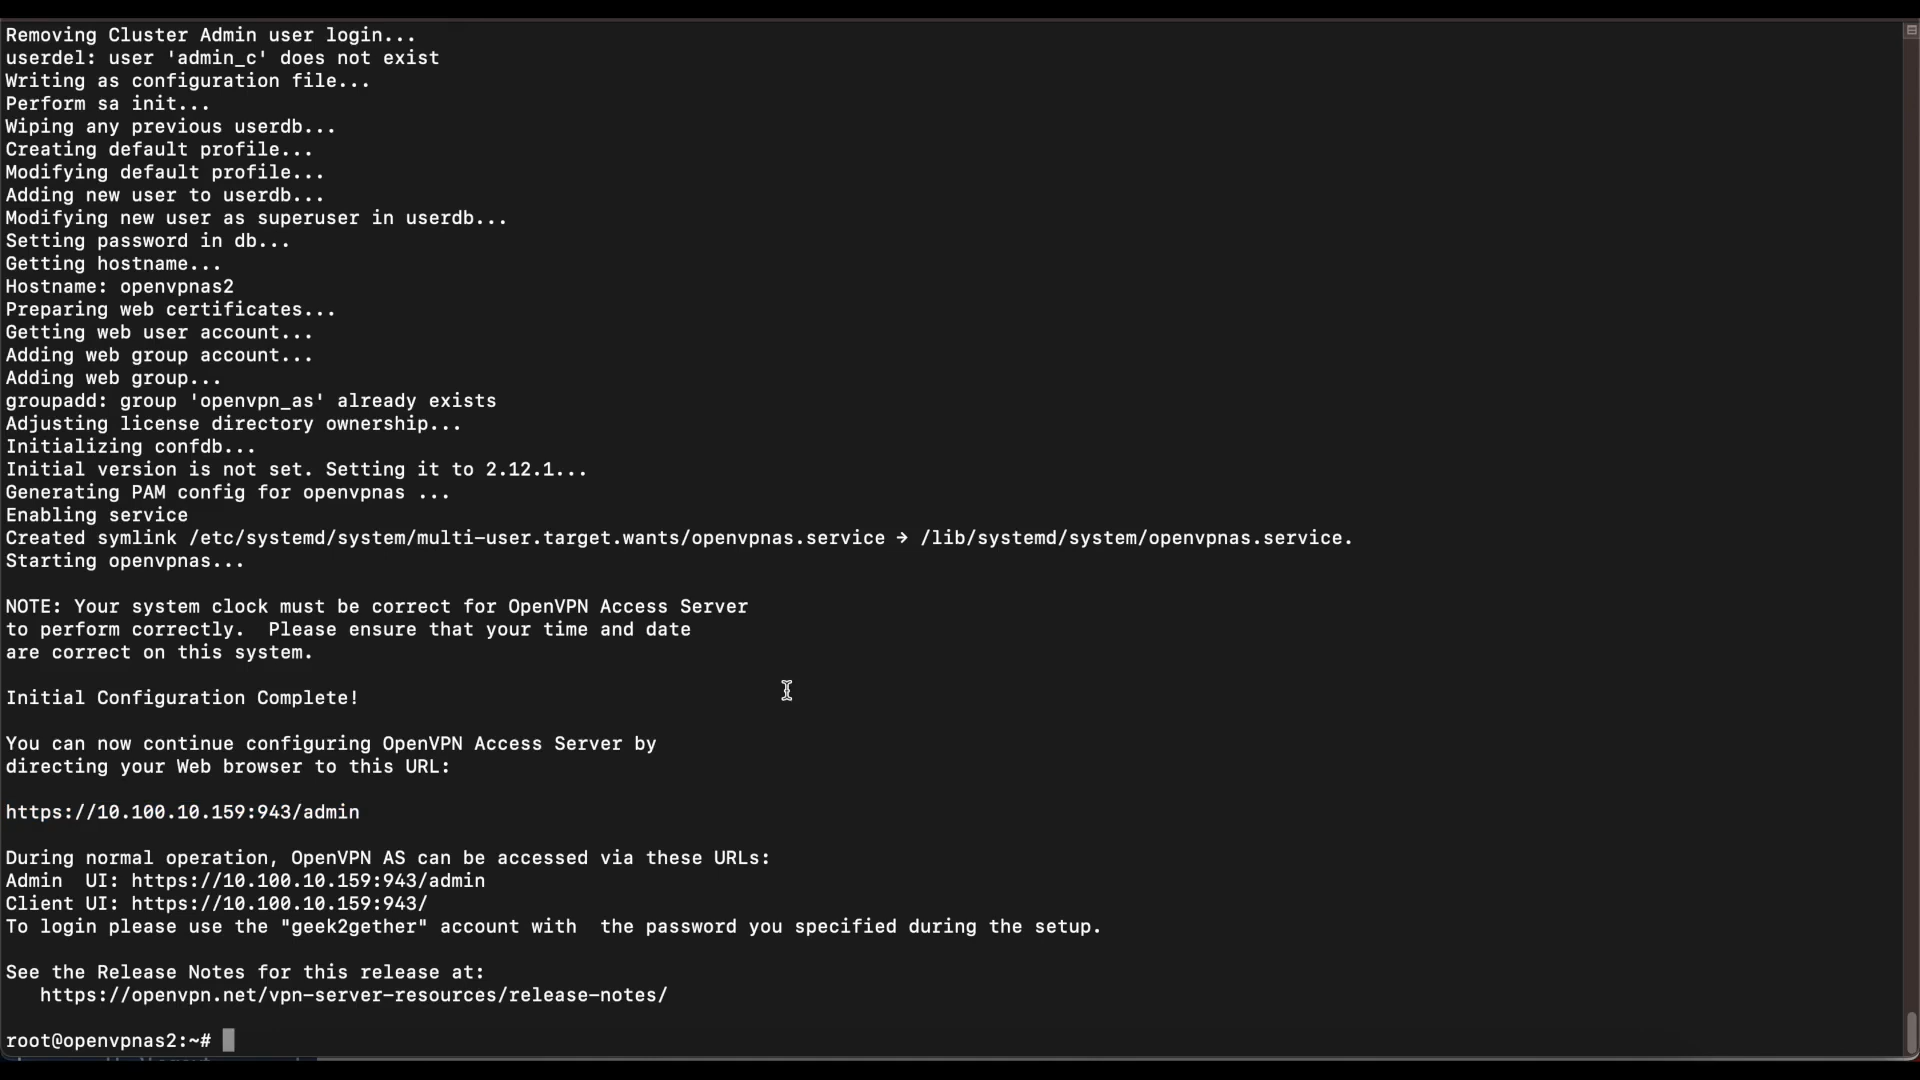 Removing Cluster Admin user login...
userdel: user 'admin_c' does not exist
Writing as configuration file...
Perform sa init...
Wiping any previous userdb...
Creating default profile...
Modifying default profile...
Adding new user to userdb...
Modifying new user as superuser in userdb...
Setting password in db...
Getting hostname...
Hostname: openvpnas2
Preparing web certificates...
Getting web user account...
Adding web group account...
Adding web group...
groupadd: group 'openvpn_as' already exists
Adjusting license directory ownership...
Initializing confdb...
Initial version is not set. Setting it to 2.12.1...
Generating PAM config for openvpnas ...
Enabling service
Created symlink /etc/systemd/system/multi-user.target.wants/openvpnas.service → /lib/systemd/system/openvpnas.service.
Starting openvpnas...
NOTE: Your system clock must be correct for OpenVPN Access Server
to perform correctly.  Please ensure that your time and date
are correct on this system.
Initial Configuration Complete!
You can now continue configuring OpenVPN Access Server by
directing your Web browser to this URL:
https://10.100.10.159:943/admin
During normal operation, OpenVPN AS can be accessed via these URLs:
Admin  UI: https://10.100.10.159:943/admin
Client UI: https://10.100.10.159:943/
To login please use the "geek2gether" account with  the password you specified during the setup.
See the Release Notes for this release at:
   https://openvpn.net/vpn-server-resources/release-notes/
root@openvpnas2:~#